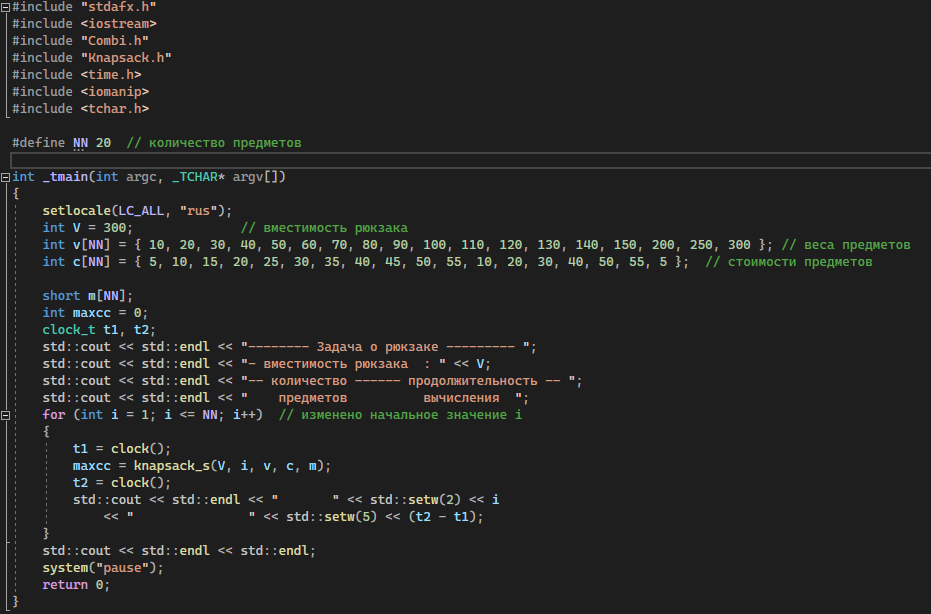 #include "stdafx.h"
#include <iostream>
#include "Combi.h"
#include "Knapsack.h"
#include <time.h>
#include <iomanip>
#include <tchar.h>

#define NN 20  // количество предметов

int _tmain(int argc, _TCHAR* argv[])
{
    setlocale(LC_ALL, "rus");
    int V = 300;              // вместимость рюкзака
    int v[NN] = { 10, 20, 30, 40, 50, 60, 70, 80, 90, 100, 110, 120, 130, 140, 150, 200, 250, 300 }; // веса предметов
    int c[NN] = { 5, 10, 15, 20, 25, 30, 35, 40, 45, 50, 55, 10, 20, 30, 40, 50, 55, 5 };  // стоимости предметов

    short m[NN];
    int maxcc = 0;
    clock_t t1, t2;
    std::cout << std::endl << "-------- Задача о рюкзаке --------- ";
    std::cout << std::endl << "- вместимость рюкзака  : " << V;
    std::cout << std::endl << "-- количество ------ продолжительность -- ";
    std::cout << std::endl << "    предметов          вычисления  ";
    for (int i = 1; i <= NN; i++)  // изменено начальное значение i
    {
        t1 = clock();
        maxcc = knapsack_s(V, i, v, c, m);
        t2 = clock();
        std::cout << std::endl << "       " << std::setw(2) << i
            << "               " << std::setw(5) << (t2 - t1);
    }
    std::cout << std::endl << std::endl;
    system("pause");
    return 0;
}